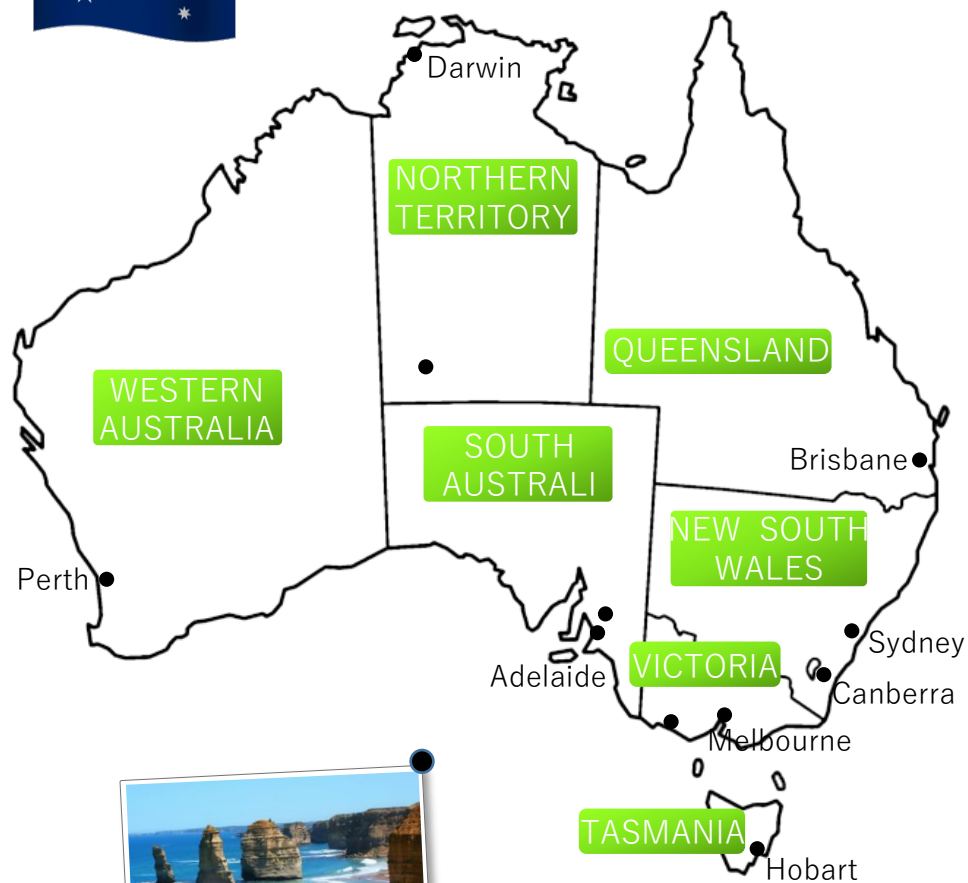 Darwin
NORTHERN
TERRITORY
QUEENSLAND
WESTERN
AUSTRALIA
SOUTH
AUSTRALI
Brisbane
NEW SOUTH
WALES
Perth
Sydney
VICTORIA
Adelaide
Canberra
Melbourne
TASMANIA
Hobart